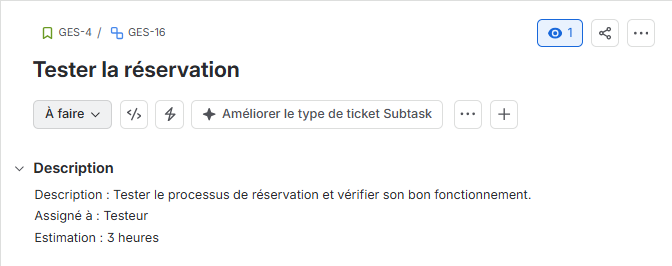 GES-4 / GES-16
1
Tester la réservation
À faire
</> Améliorer le type de ticket Subtask
Description
Description : Tester le processus de réservation et vérifier son bon fonctionnement.
Assigné à : Testeur
Estimation : 3 heures